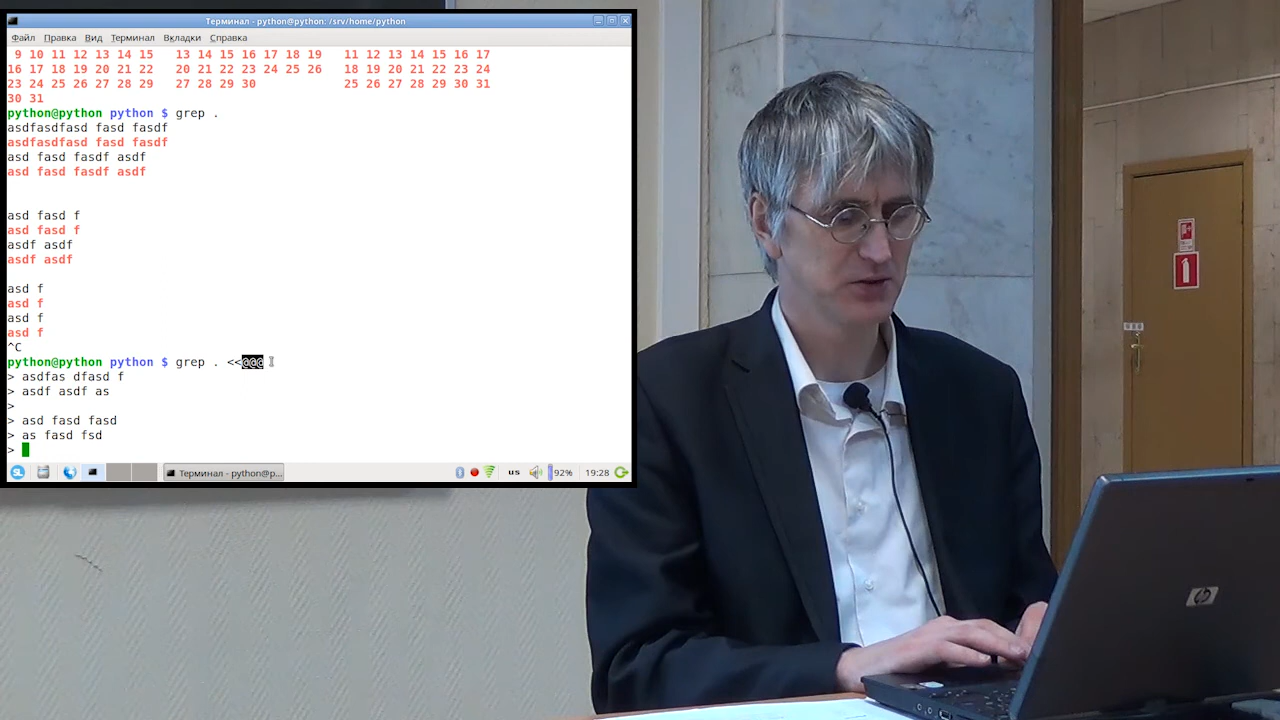 Терминал - python@python: /srv/home/python
Файл Правка Вид Терминал Вкладки Справка
9 10 11 12 13 14 15 13 14 15 16 17 18 19 11 12 13 14 15 16 17
16 17 18 19 20 21 22 20 21 22 23 24 25 26 18 19 20 21 22 23 24
23 24 25 26 27 28 29 27 28 29 30 25 26 27 28 29 30 31
30 31
python@python python $ grep .
asdfasdfasd fasd fasdf
asdfasdfasd fasd fasdf
asd fasd fasdf asdf
asd fasd fasdf asdf
asd fasd f
asd fasd f
asdf asdf
asdf asdf
asd f
asd f
asd f
asd f
^C
python@python python $ grep . <<@@@
> asdfas dfasd f
> asdf asdf as
>
> asd fasd fasd
> as fasd fsd
>
Терминал - python@p...
us
92%
19:28
hp